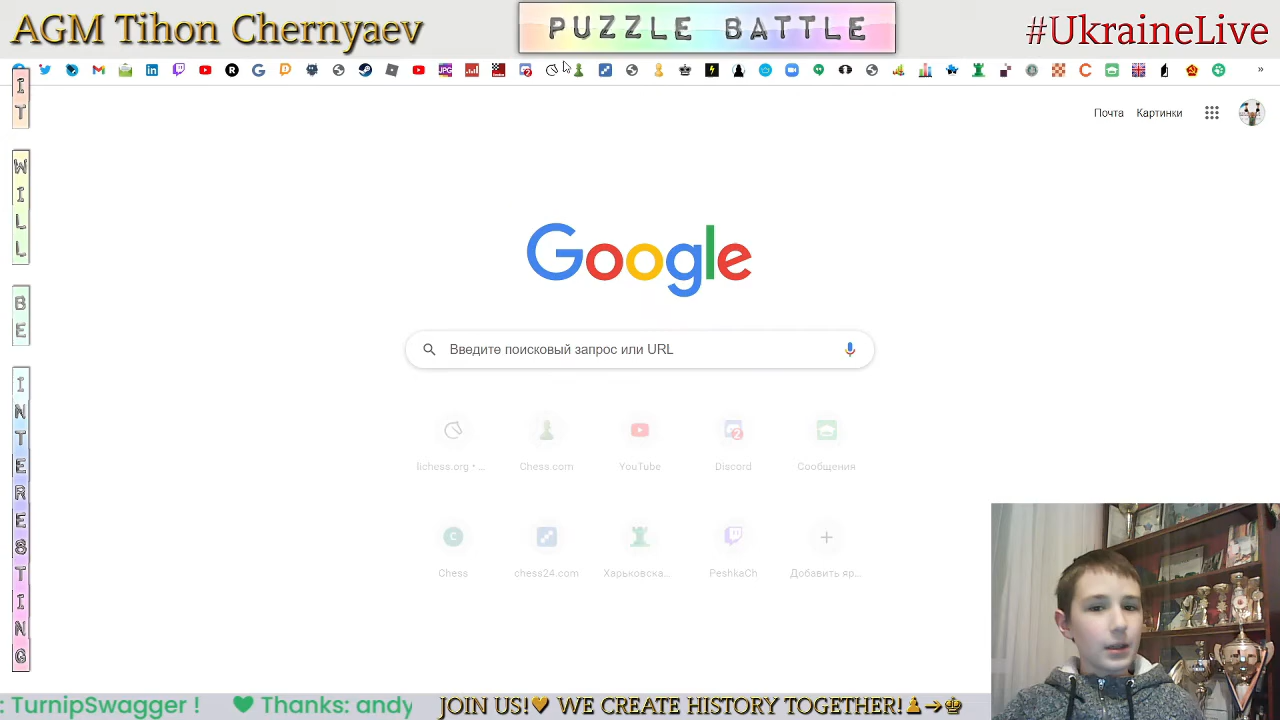 AGM Tihon Chernyaev
PUZZLE BATTLE
#UkraineLive
IT
WILL
BE
INTERESTING
Почта Картинки
Google
Введите поисковый запрос или URL
lichess.org • ...
Chess.com
YouTube
Discord
Сообщения
Chess
chess24.com
Харьковска...
PeshkaCh
Добавить яр...
: TurnipSwagger ! Thanks: andy
JOIN US! WE CREATE HISTORY TOGETHER!